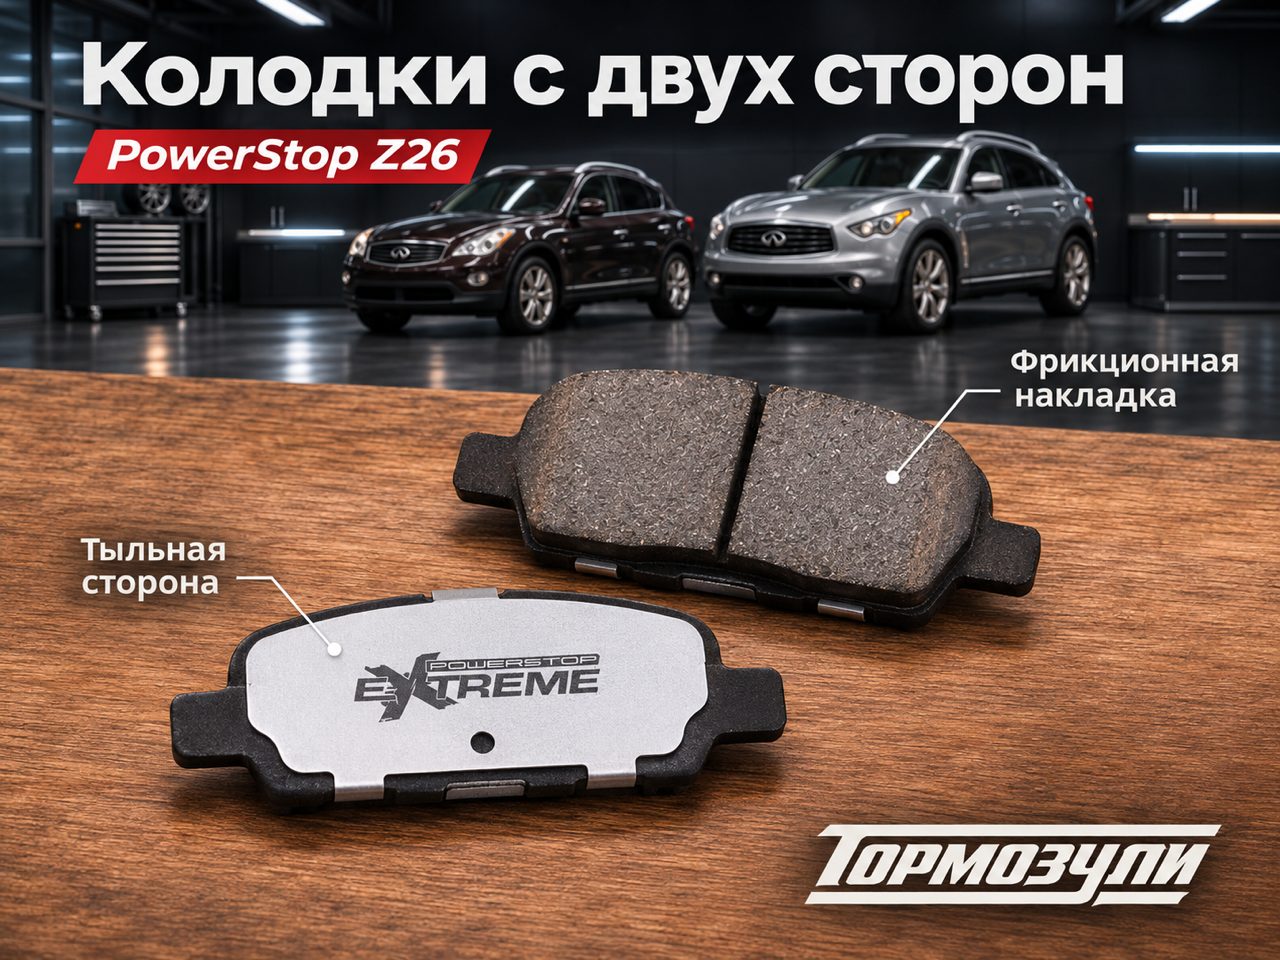 Колодки с двух сторон
PowerStop Z26
Фрикционная
накладка
Тыльная
сторона
POWERSTOP
EXTREME
ТОРМОЗУЛИ